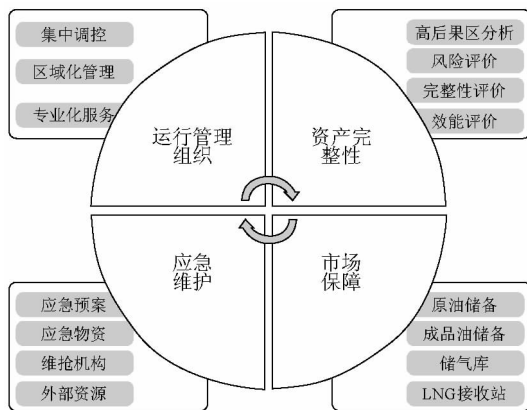 集中调控
区域化管理
专业化服务
高后果区分析
风险评价
完整性评价
效能评价
运行管理
组织
资产完
整性
应急
维护
市场
保障
应急预案
应急物资
维抢机构
外部资源
原油储备
成品油储备
储气库
LNG接收站